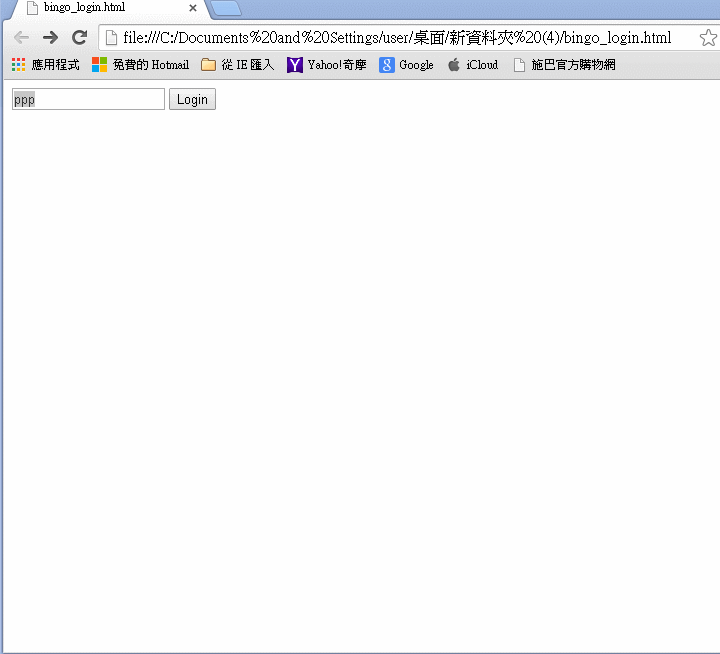 bingo_login.html
file:///C:/Documents%20and%20Settings/user/桌面/新資料夾%20(4)/bingo_login.html
應用程式 免費的 Hotmail 從 IE 匯入 Yahoo!奇摩 Google iCloud 施巴官方購物網
ppp Login